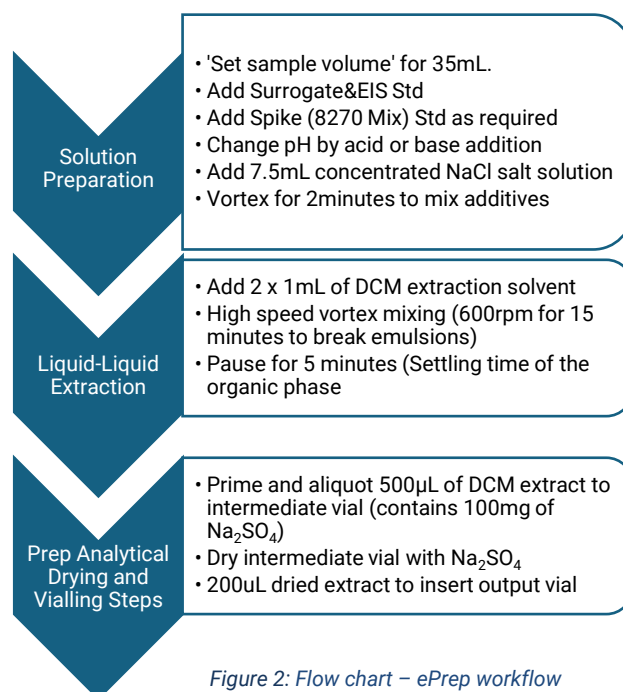 Solution
Preparation
• 'Set sample volume' for 35mL.
• Add Surrogate&EIS Std
• Add Spike (8270 Mix) Std as required
• Change pH by acid or base addition
• Add 7.5mL concentrated NaCl salt solution
• Vortex for 2minutes to mix additives
Liquid-Liquid
Extraction
• Add 2 x 1mL of DCM extraction solvent
• High speed vortex mixing (600rpm for 15
minutes to break emulsions)
• Pause for 5 minutes (Settling time of the
organic phase
Prep Analytical
Drying and
Vialling Steps
• Prime and aliquot 500µL of DCM extract to
intermediate vial (contains 100mg of
Na₂SO₄)
• Dry intermediate vial with Na₂SO₄
• 200uL dried extract to insert output vial
Figure 2: Flow chart – ePrep workflow